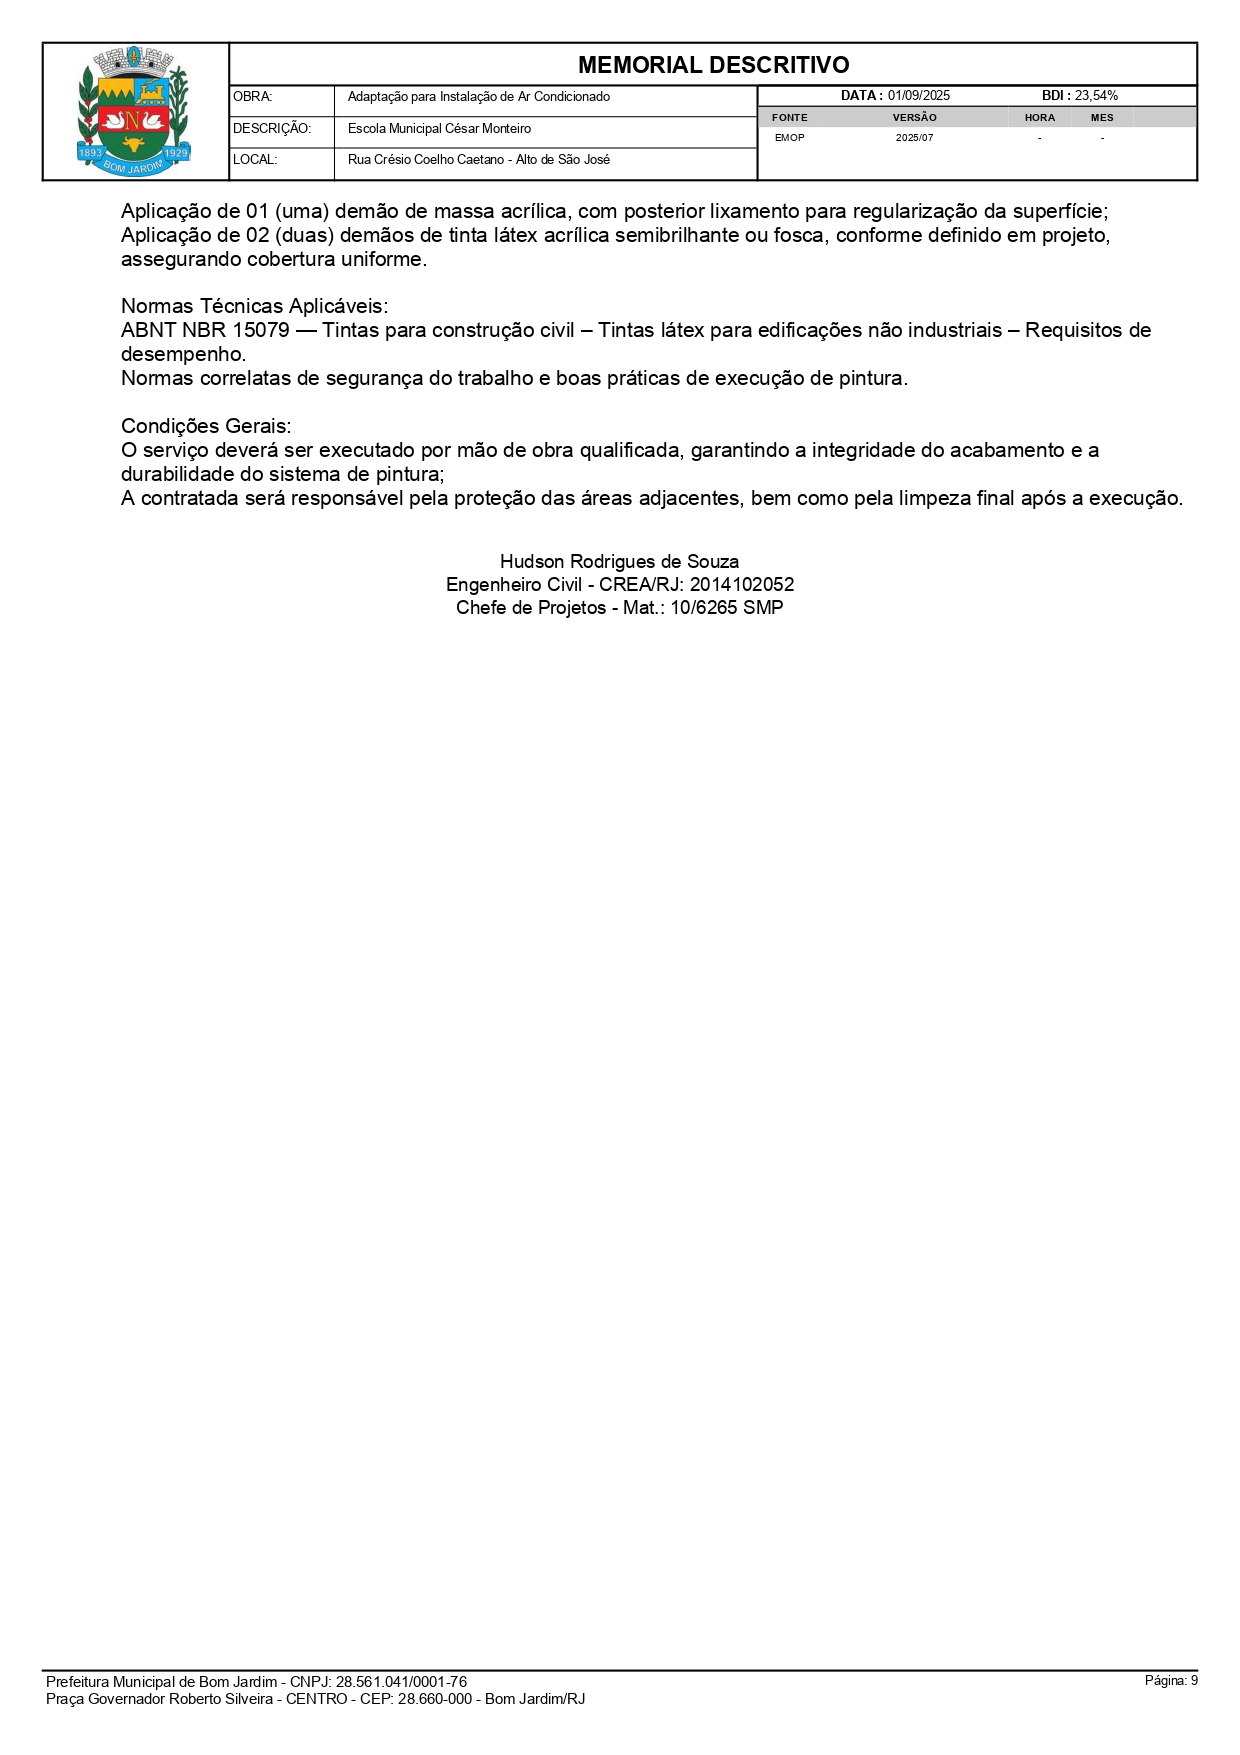 MEMORIAL DESCRITIVO
OBRA: Adaptação para Instalação de Ar Condicionado
DATA : 01/09/2025 BDI : 23,54%
FONTE VERSÃO HORA MES
DESCRIÇÃO: Escola Municipal César Monteiro
EMOP 2025/07 - -
LOCAL: Rua Crésio Coelho Caetano - Alto de São José
N
1893 1929
BOM JARDIM
Aplicação de 01 (uma) demão de massa acrílica, com posterior lixamento para regularização da superfície;
Aplicação de 02 (duas) demãos de tinta látex acrílica semibrilhante ou fosca, conforme definido em projeto,
assegurando cobertura uniforme.
Normas Técnicas Aplicáveis:
ABNT NBR 15079 — Tintas para construção civil – Tintas látex para edificações não industriais – Requisitos de
desempenho.
Normas correlatas de segurança do trabalho e boas práticas de execução de pintura.
Condições Gerais:
O serviço deverá ser executado por mão de obra qualificada, garantindo a integridade do acabamento e a
durabilidade do sistema de pintura;
A contratada será responsável pela proteção das áreas adjacentes, bem como pela limpeza final após a execução.
Hudson Rodrigues de Souza
Engenheiro Civil - CREA/RJ: 2014102052
Chefe de Projetos - Mat.: 10/6265 SMP
Prefeitura Municipal de Bom Jardim - CNPJ: 28.561.041/0001-76
Página: 9
Praça Governador Roberto Silveira - CENTRO - CEP: 28.660-000 - Bom Jardim/RJ